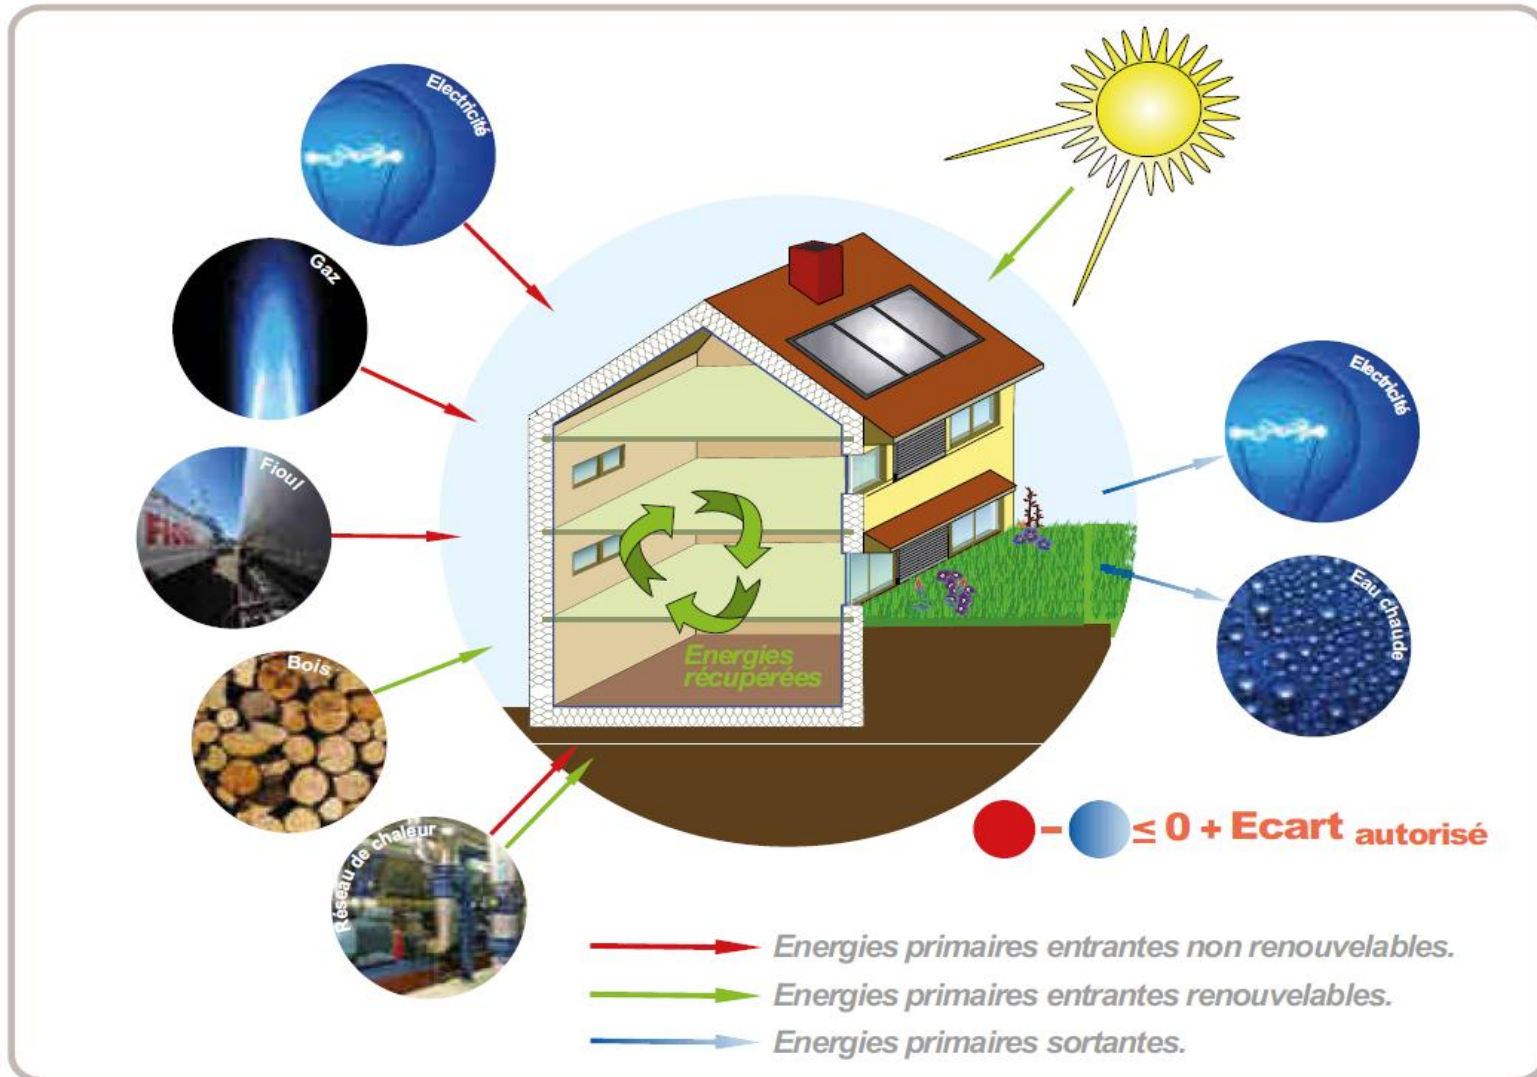 Electricité
Gaz
Fioul
Bois
Réseau de chaleur
Energies
récupérées
Electricité
Eau chaude
- ≤ 0 + Ecart autorisé
Energies primaires entrantes non renouvelables.
Energies primaires entrantes renouvelables.
Energies primaires sortantes.